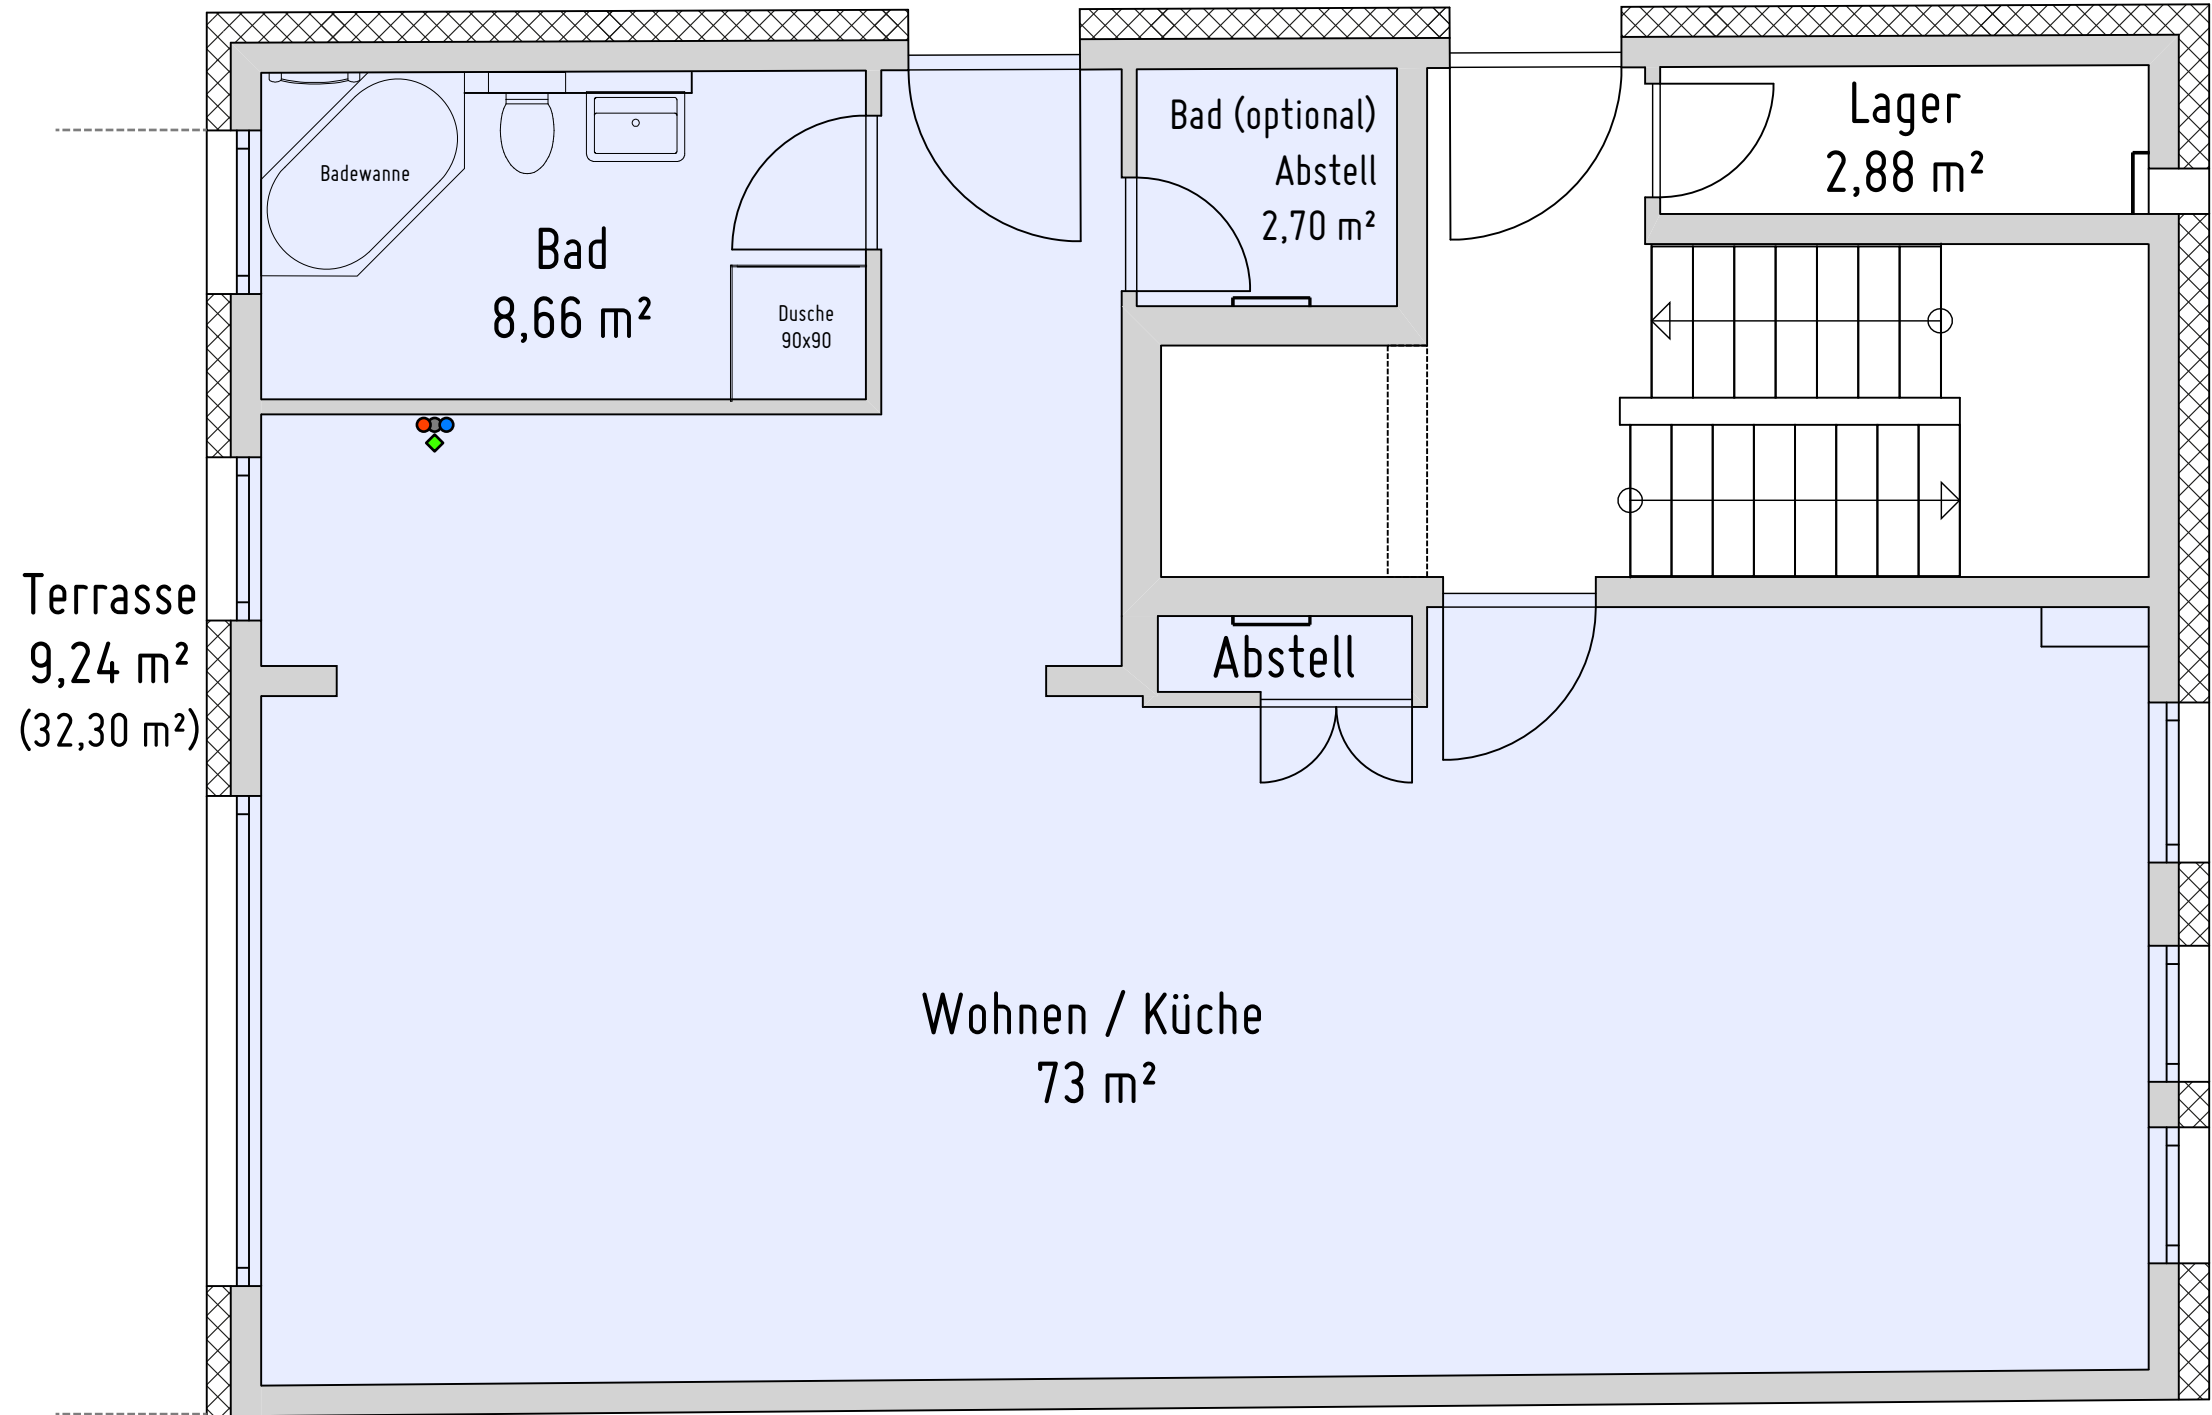 Bad (optional)
Abstell
2,70 m²
Lager
2,88 m²
Badewanne
Bad
8,66 m²
Dusche
90x90
Terrasse
9,24 m²
(32,30 m²)
Abstell
Wohnen / Küche
73 m²